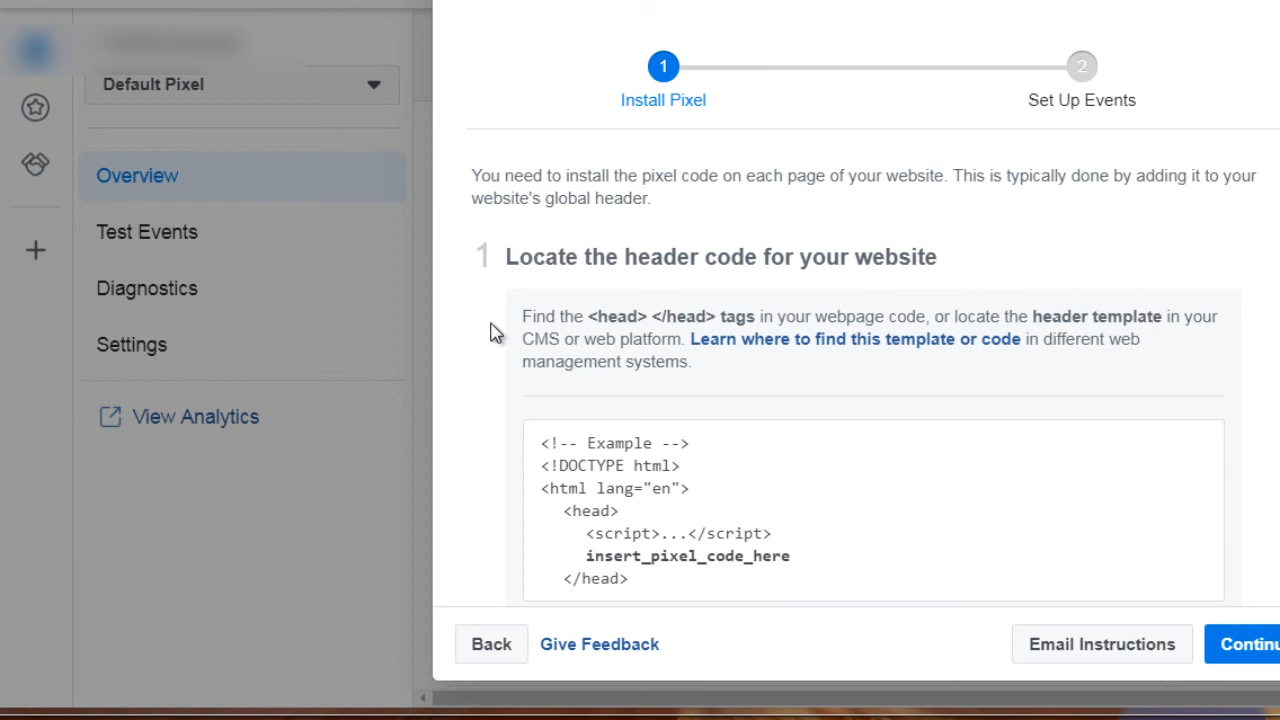 Default Pixel
Overview
Test Events
Diagnostics
Settings
View Analytics
1
2
Install Pixel
Set Up Events
You need to install the pixel code on each page of your website. This is typically done by adding it to your
website's global header.
1 Locate the header code for your website
Find the <head> </head> tags in your webpage code, or locate the header template in your
CMS or web platform. Learn where to find this template or code in different web
management systems.
<!-- Example -->
<!DOCTYPE html>
<html lang="en">
<head>
<script>...</script>
insert_pixel_code_here
</head>
Back
Give Feedback
Email Instructions
Continu